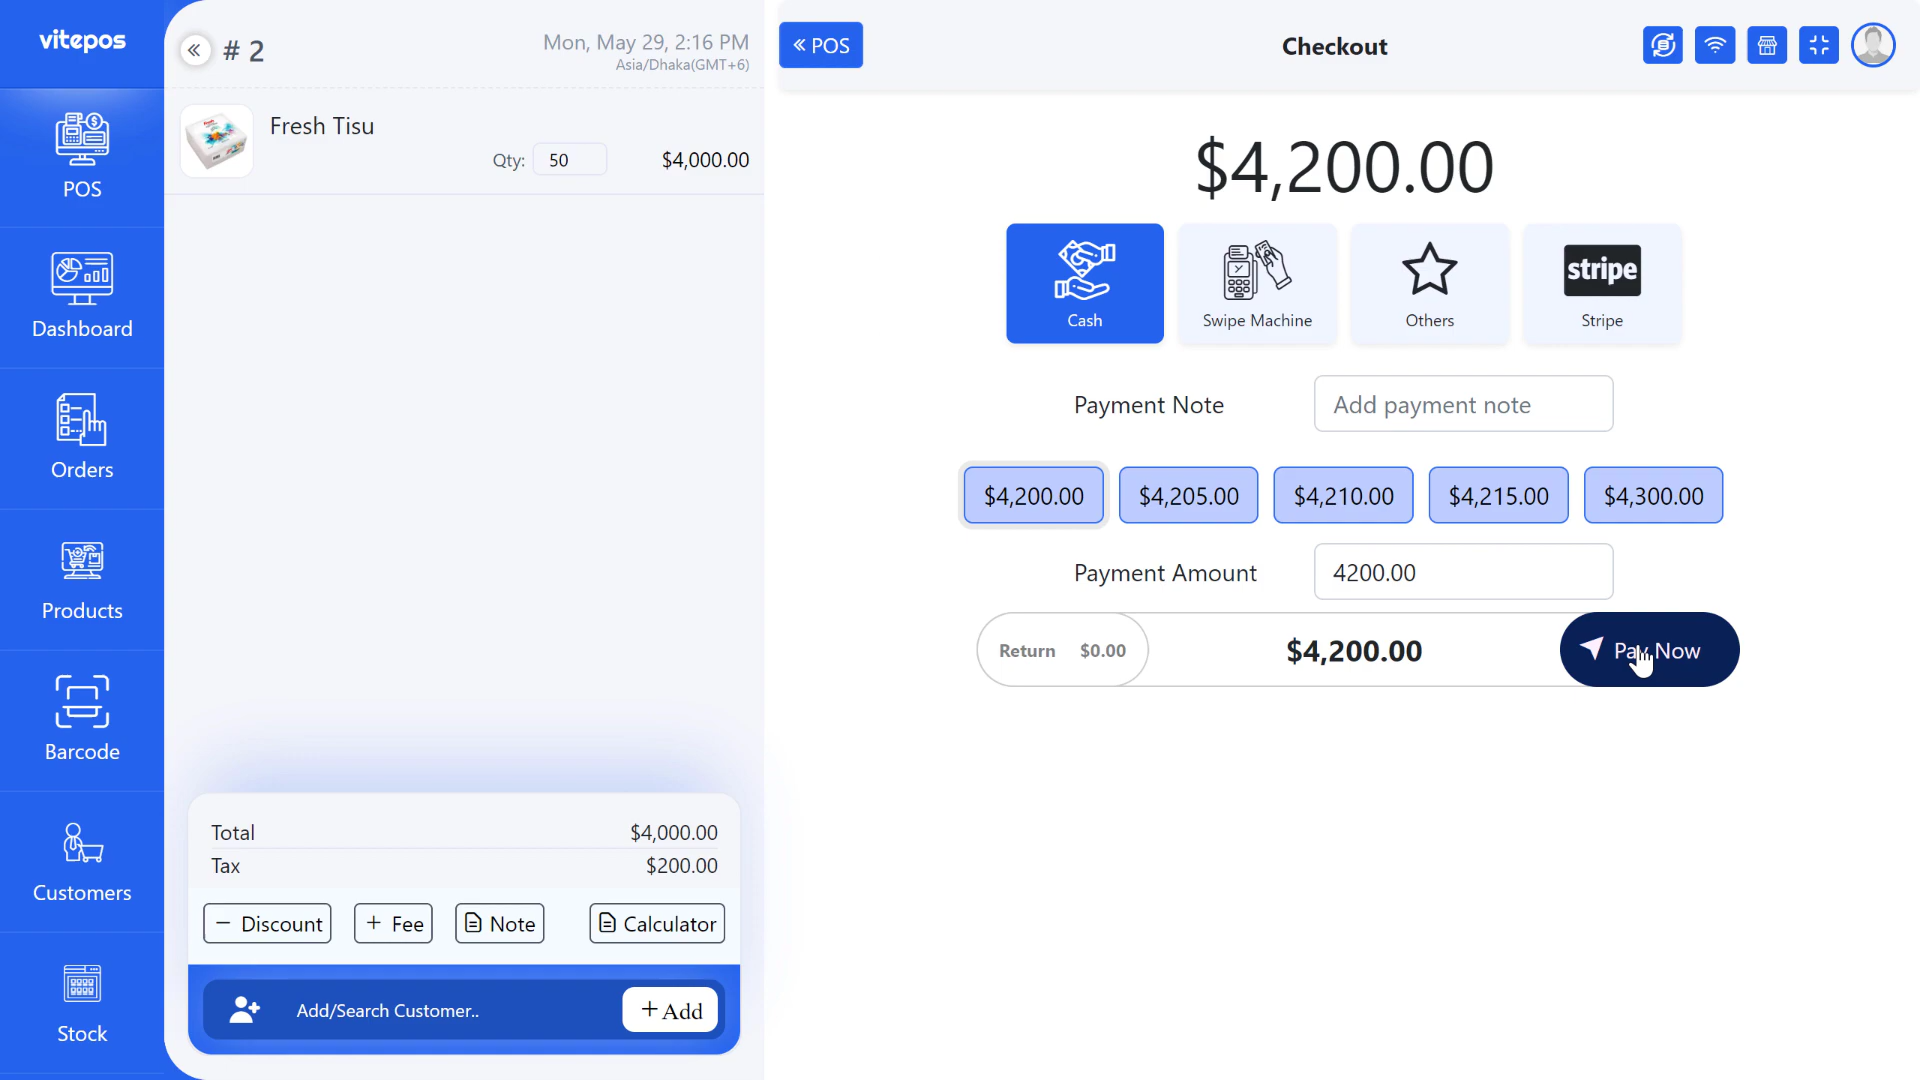 vitepos
POS
Dashboard
Orders
Products
Barcode
Customers
Stock
# 2
Mon, May 29, 2:16 PM
Asia/Dhaka(GMT+6)
Fresh Tisu
Qty: 50 $4,000.00
Total $4,000.00
Tax $200.00
Discount Fee Note Calculator
Add/Search Customer.. Add
POS
Checkout
$4,200.00
Cash
Swipe Machine
Others
stripe
Stripe
Payment Note Add payment note
$4,200.00 $4,205.00 $4,210.00 $4,215.00 $4,300.00
Payment Amount 4200.00
Return $0.00 $4,200.00 Pay Now